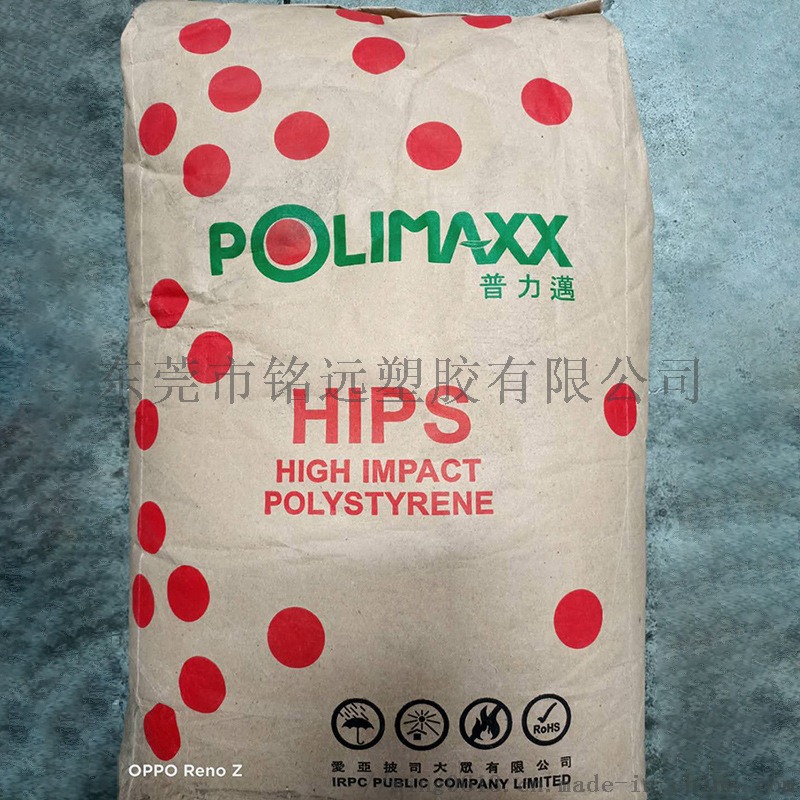 POLIMAXX
普力邁
东莞市铭远塑胶有限公司
HIPS
HIGH IMPACT
POLYSTYRENE
RoHS
愛亞披司大眾有限公司
IRPC PUBLIC COMPANY LIMITED
OPPO Reno Z